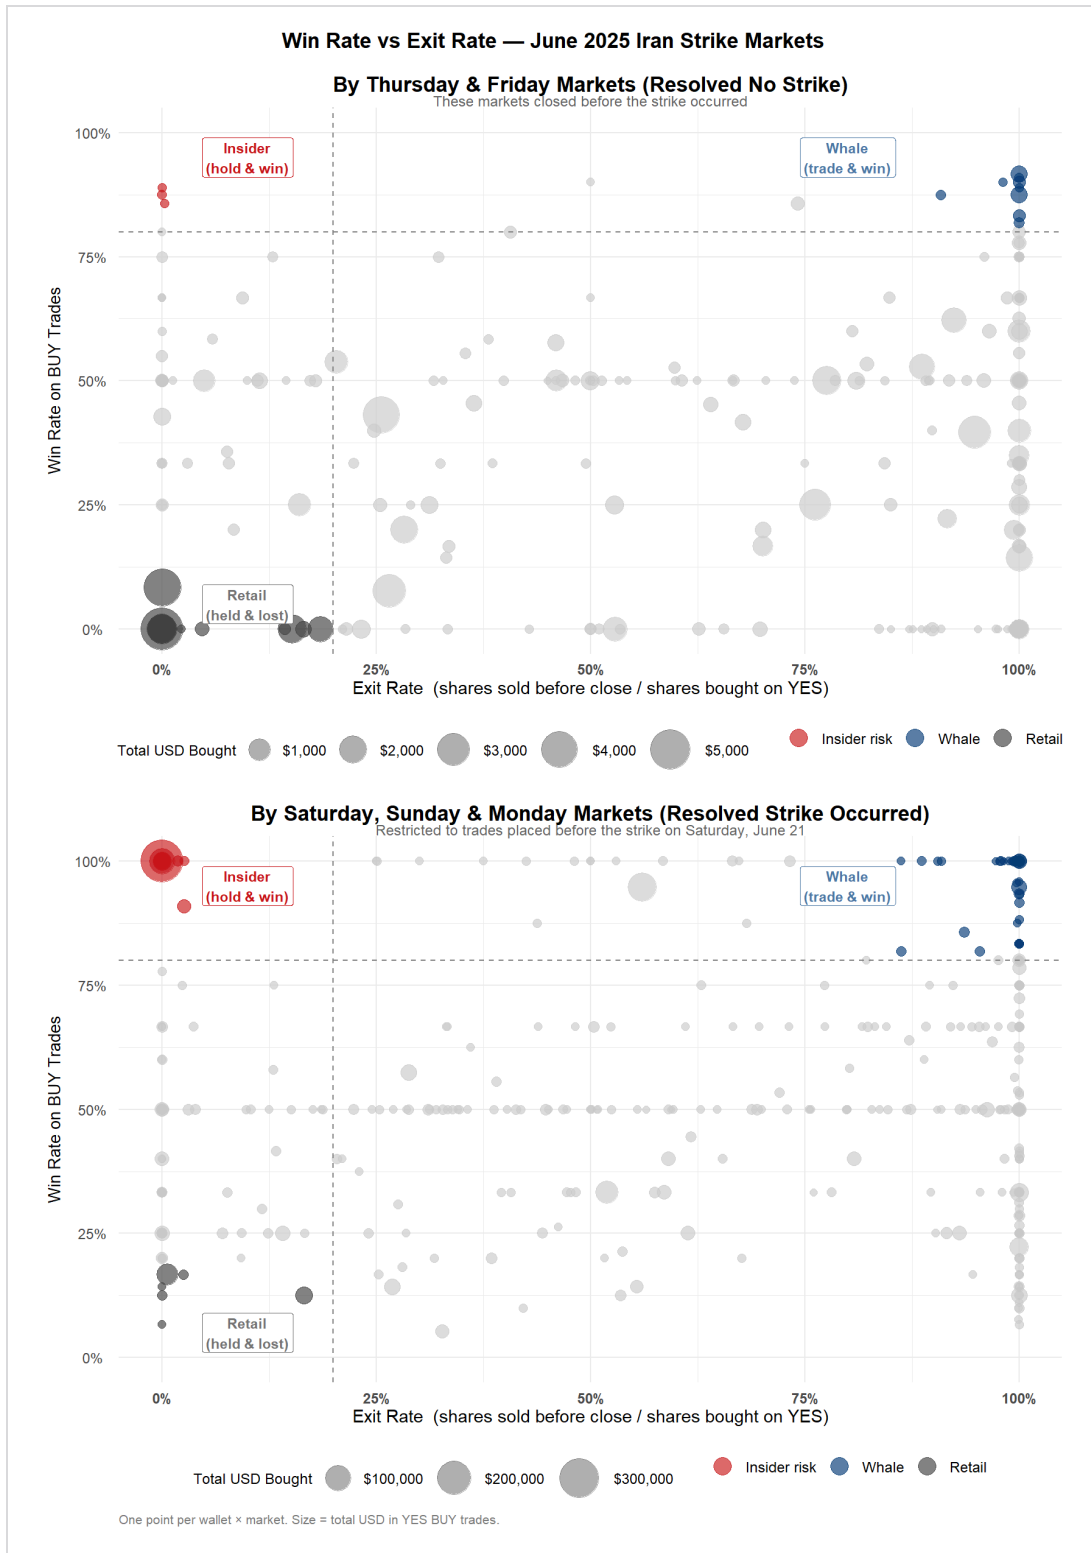 Win Rate vs Exit Rate — June 2025 Iran Strike Markets
By Thursday & Friday Markets (Resolved No Strike)
These markets closed before the strike occurred
Win Rate on BUY Trades
100%
75%
50%
25%
0%
Insider
(hold & win)
Whale
(trade & win)
Retail
(held & lost)
0%
25%
50%
75%
100%
Exit Rate (shares sold before close / shares bought on YES)
Total USD Bought
$1,000
$2,000
$3,000
$4,000
$5,000
Insider risk
Whale
Retail
By Saturday, Sunday & Monday Markets (Resolved Strike Occurred)
Restricted to trades placed before the strike on Saturday, June 21
Win Rate on BUY Trades
100%
75%
50%
25%
0%
Insider
(hold & win)
Whale
(trade & win)
Retail
(held & lost)
0%
25%
50%
75%
100%
Exit Rate (shares sold before close / shares bought on YES)
Total USD Bought
$100,000
$200,000
$300,000
Insider risk
Whale
Retail
One point per wallet × market. Size = total USD in YES BUY trades.